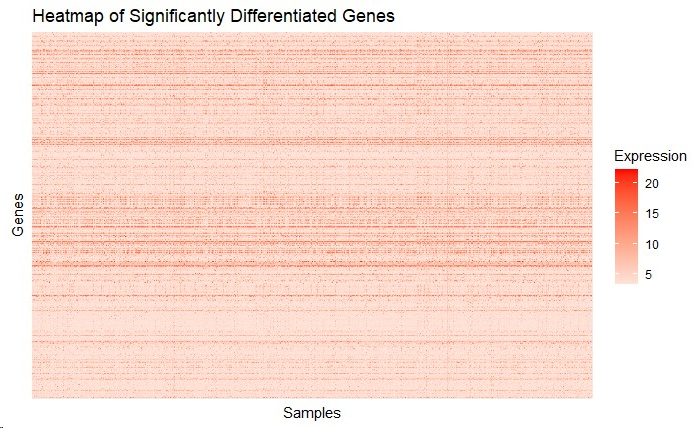 Heatmap of Significantly Differentiated Genes
Genes
Samples
Expression
20
15
10
5